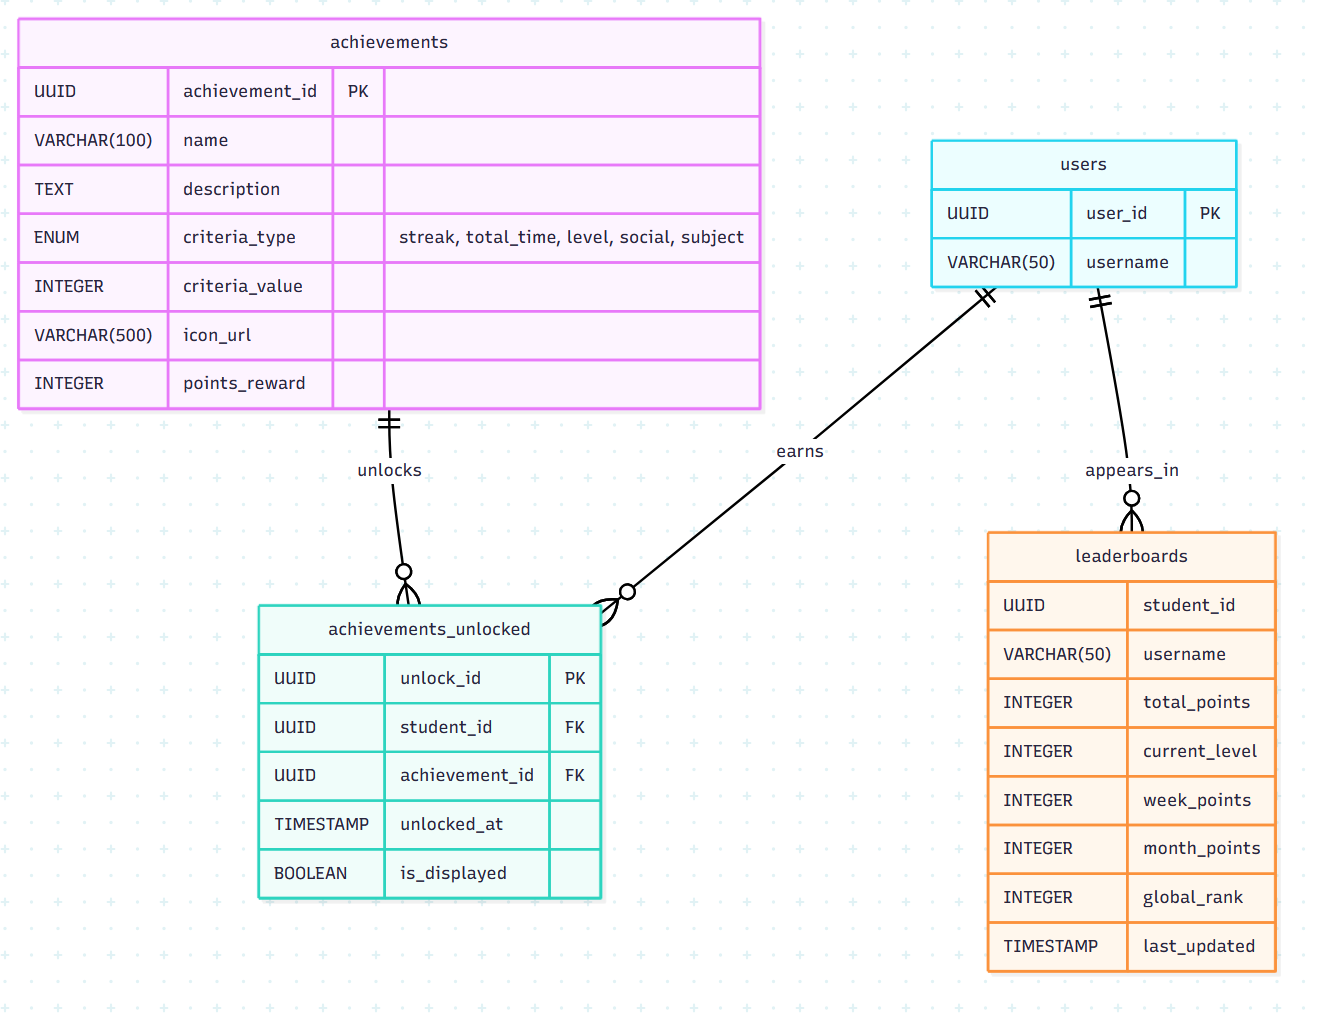 achievements
UUID achievement_id PK
VARCHAR(100) name
TEXT description
ENUM criteria_type streak, total_time, level, social, subject
INTEGER criteria_value
VARCHAR(500) icon_url
INTEGER points_reward
users
UUID user_id PK
VARCHAR(50) username
unlocks
earns
appears_in
achievements_unlocked
UUID unlock_id PK
UUID student_id FK
UUID achievement_id FK
TIMESTAMP unlocked_at
BOOLEAN is_displayed
leaderboards
UUID student_id
VARCHAR(50) username
INTEGER total_points
INTEGER current_level
INTEGER week_points
INTEGER month_points
INTEGER global_rank
TIMESTAMP last_updated